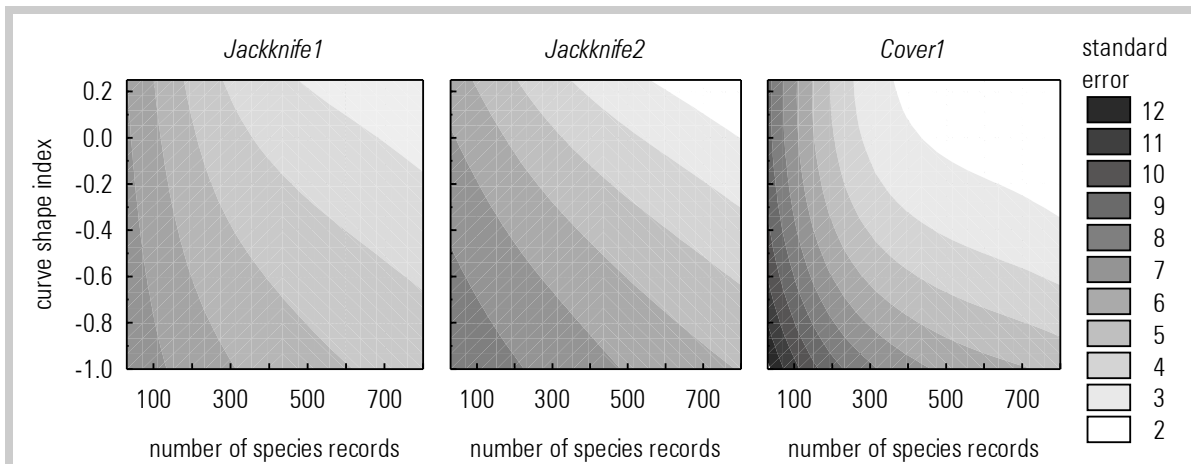 Jackknife1
Jackknife2
Cover1
standard
error
12
11
10
9
8
7
6
5
4
3
2
curve shape index
0.2
0.0
-0.2
-0.4
-0.6
-0.8
-1.0
100 300 500 700
100 300 500 700
100 300 500 700
number of species records
number of species records
number of species records